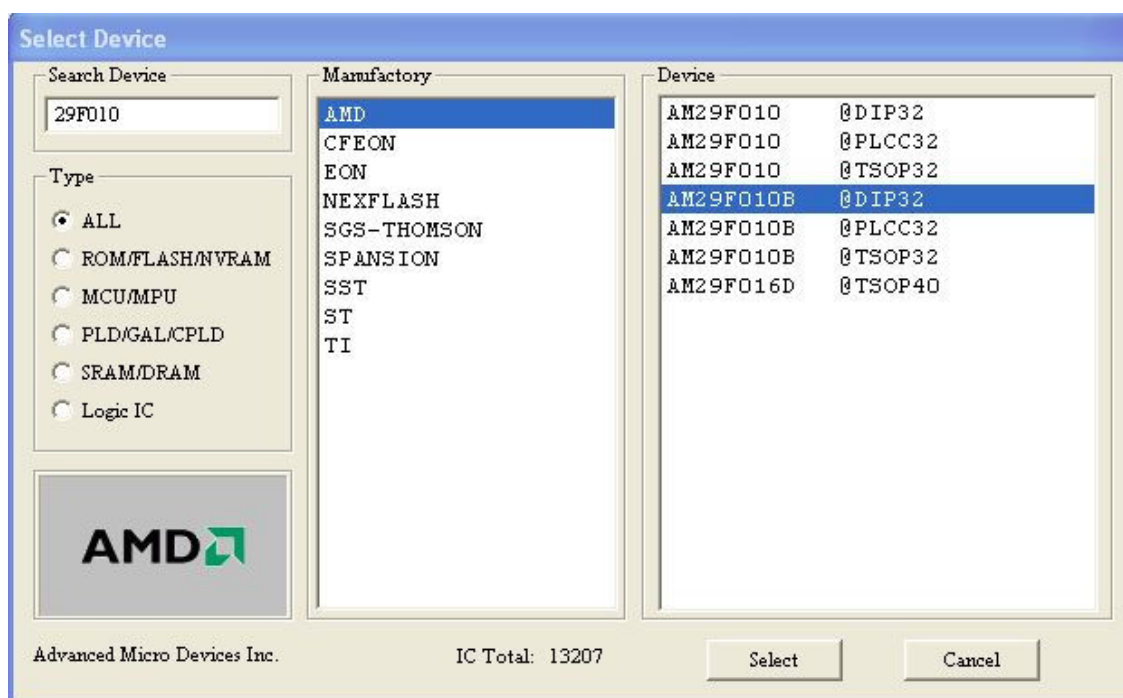 Select Device
Search Device
29F010
Type
ALL
ROM/FLASH/NVRAM
MCU/MPU
PLD/GAL/CPLD
SRAM/DRAM
Logic IC
AMD
Advanced Micro Devices Inc.
Manufactory
AMD
CFEON
EON
NEXFLASH
SGS-THOMSON
SPANSION
SST
ST
TI
IC Total: 13207
Device
AM29F010 @DIP32
AM29F010 @PLCC32
AM29F010 @TSOP32
AM29F010B @DIP32
AM29F010B @PLCC32
AM29F010B @TSOP32
AM29F016D @TSOP40
Select
Cancel